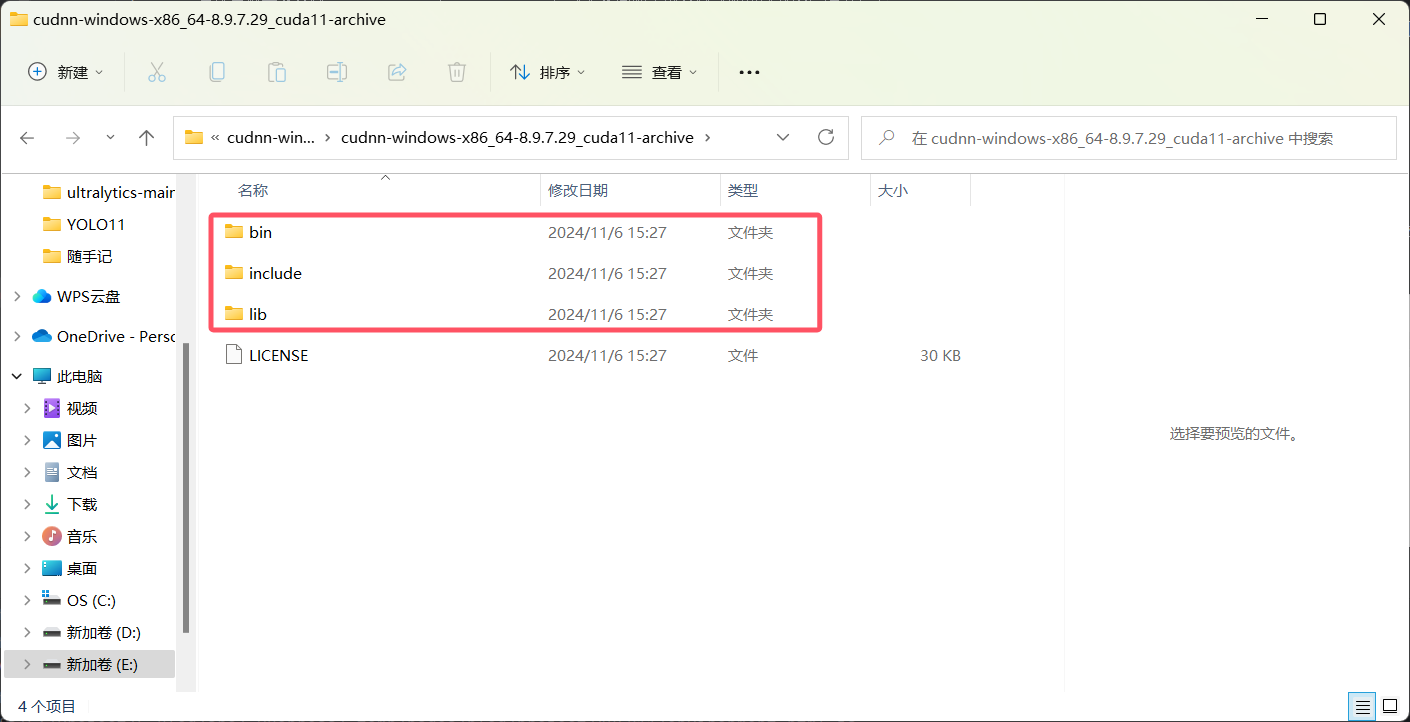 cudnn-windows-x86_64-8.9.7.29_cuda11-archive
新建 排序 查看
« cudnn-win... › cudnn-windows-x86_64-8.9.7.29_cuda11-archive ›
在 cudnn-windows-x86_64-8.9.7.29_cuda11-archive 中搜索
ultralytics-main
YOLO11
随手记
WPS云盘
OneDrive - Perso
此电脑
视频
图片
文档
下载
音乐
桌面
OS (C:)
新加卷 (D:)
新加卷 (E:)
名称 修改日期 类型 大小
bin 2024/11/6 15:27 文件夹
include 2024/11/6 15:27 文件夹
lib 2024/11/6 15:27 文件夹
LICENSE 2024/11/6 15:27 文件 30 KB
选择要预览的文件。
4 个项目